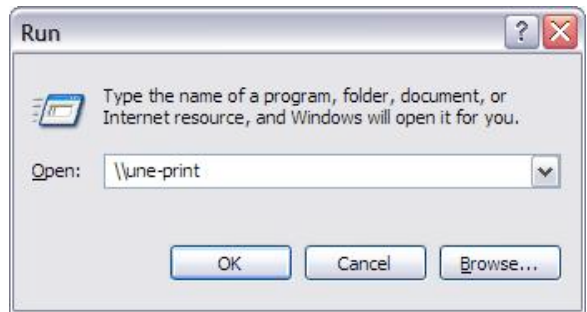 Run
Type the name of a program, folder, document, or
Internet resource, and Windows will open it for you.
Open: \\une-print
OK Cancel Browse...